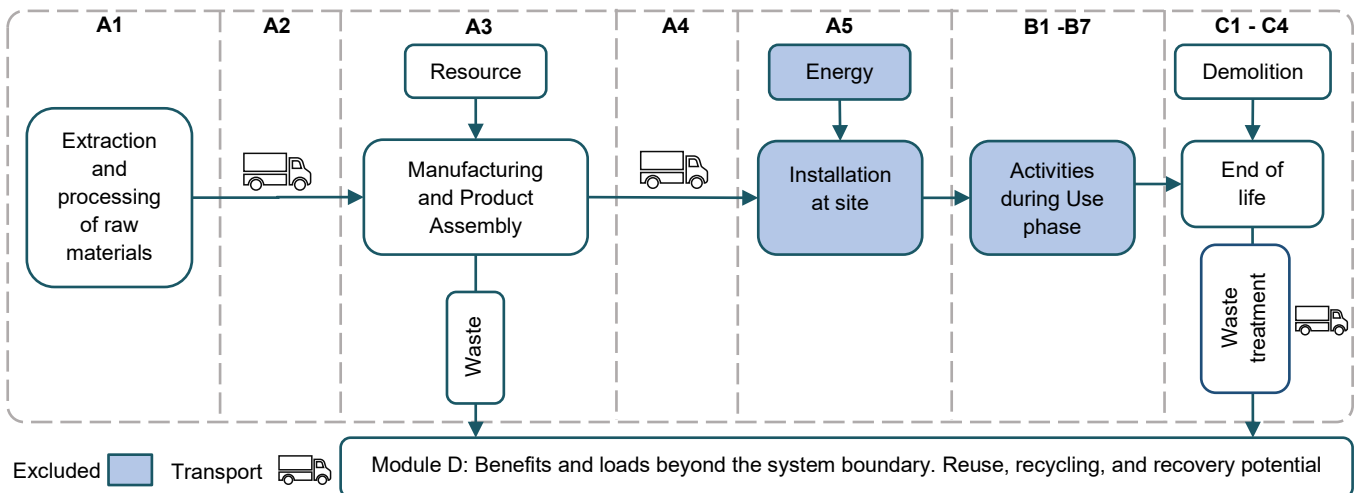 A1
A2
A3
A4
A5
B1 -B7
C1 - C4
Resource
Energy
Demolition
Extraction
and
processing
of raw
materials
Manufacturing
and Product
Assembly
Installation
at site
Activities
during Use
phase
End of
life
Waste
Waste
treatment
Excluded
Transport
Module D: Benefits and loads beyond the system boundary. Reuse, recycling, and recovery potential